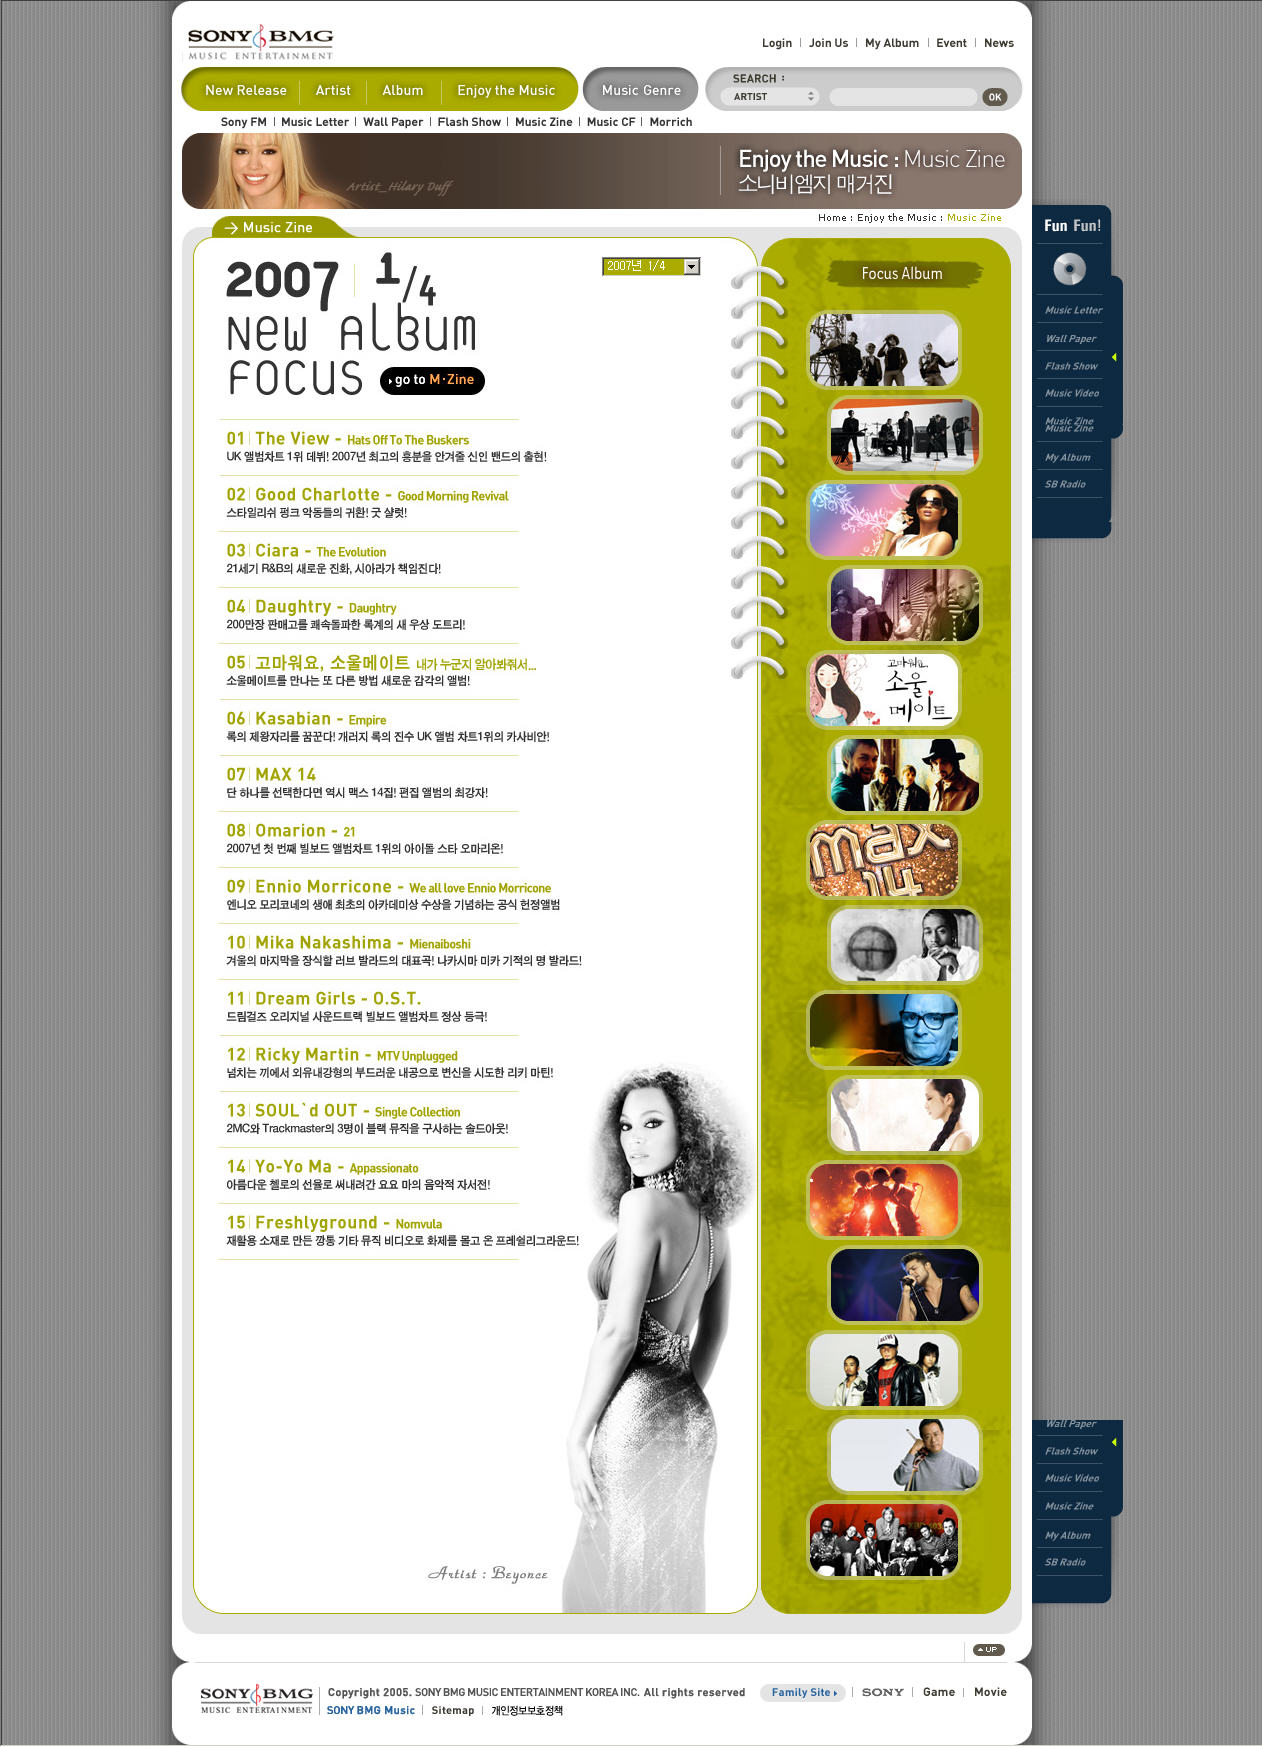 SONY BMG
MUSIC ENTERTAINMENT
Login | Join Us | My Album | Event | News
New Release | Artist | Album | Enjoy the Music
Music Genre
SEARCH :
ARTIST
OK
Sony FM | Music Letter | Wall Paper | Flash Show | Music Zine | Music CF | Morrich
Artist_Hilary Duff
Enjoy the Music : Music Zine
소니비엠지 매거진
Home : Enjoy the Music : Music Zine
Music Zine
2007 | 1/4
New Album
FOCUS
go to M·Zine
2007년 1/4
01 | The View - Hats Off To The Buskers
UK 앨범차트 1위 데뷔! 2007년 최고의 흥분을 안겨줄 신인 밴드의 출현!
02 | Good Charlotte - Good Morning Revival
스타일리쉬 펑크 악동들의 귀환! 굿 샬럿!
03 | Ciara - The Evolution
21세기 R&B의 새로운 진화, 시아라가 책임진다!
04 | Daughtry - Daughtry
200만장 판매고를 쾌속돌파한 록계의 새 우상 도트리!
05 | 고마워요, 소울메이트 내가 누군지 알아봐줘서...
소울메이트를 만나는 또 다른 방법 새로운 감각의 앨범!
06 | Kasabian - Empire
록의 제왕자리를 꿈꾼다! 개러지 록의 진수 UK 앨범 차트1위의 카사비안!
07 | MAX 14
단 하나를 선택한다면 역시 맥스 14집! 편집 앨범의 최강자!
08 | Omarion - 21
2007년 첫 번째 빌보드 앨범차트 1위의 아이돌 스타 오마리온!
09 | Ennio Morricone - We all love Ennio Morricone
엔니오 모리코네의 생애 최초의 아카데미상 수상을 기념하는 공식 헌정앨범
10 | Mika Nakashima - Mienaiboshi
겨울의 마지막을 장식할 러브 발라드의 대표곡! 나카시마 미카 기적의 명 발라드!
11 | Dream Girls - O.S.T.
드림걸즈 오리지널 사운드트랙 빌보드 앨범차트 정상 등극!
12 | Ricky Martin - MTV Unplugged
넘치는 끼에서 외유내강형의 부드러운 내공으로 변신을 시도한 리키 마틴!
13 | SOUL`d OUT - Single Collection
2MC와 Trackmaster의 3명이 블랙 뮤직을 구사하는 솔드아웃!
14 | Yo-Yo Ma - Appassionato
아름다운 첼로의 선율로 써내려간 요요 마의 음악적 자서전!
15 | Freshlyground - Nomvula
재활용 소재로 만든 깡통 기타 뮤직 비디오로 화제를 몰고 온 프레쉴리그라운드!
Artist : Beyonce
Focus Album
고마워요,
소울
메이트
max
14
Fun Fun!
Music Letter
Wall Paper
Flash Show
Music Video
Music Zine
Music Zine
My Album
SB Radio
Wall Paper
Flash Show
Music Video
Music Zine
My Album
SB Radio
UP
SONY BMG
MUSIC ENTERTAINMENT
Copyright 2005. SONY BMG MUSIC ENTERTAINMENT KOREA INC. All rights reserved
SONY BMG Music | Sitemap | 개인정보보호정책
Family Site | SONY | Game | Movie